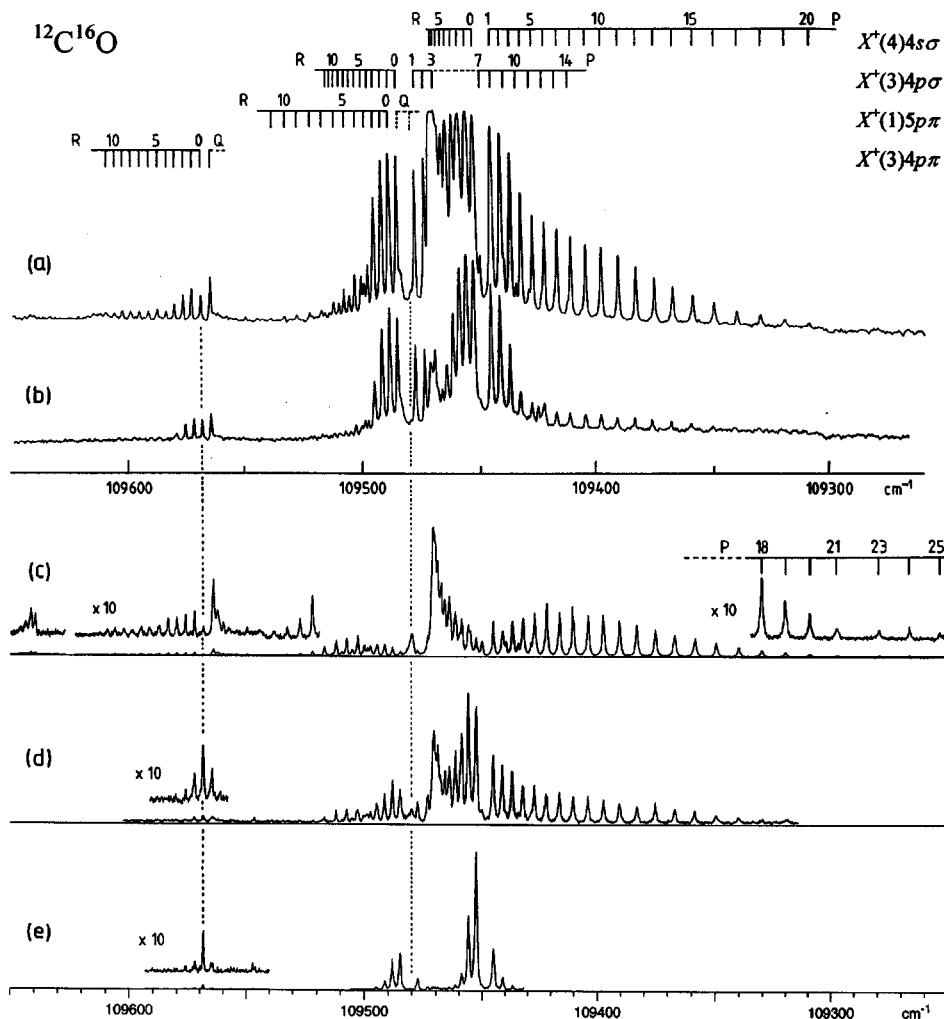 12C16O
R 5 0 1 5 10 15 20 P
X+(4)4sσ
R 10 5 0 1 3 7 10 14 P
X+(3)4pσ
R 10 5 0 Q
X+(1)5pπ
R 10 5 0 Q
X+(3)4pπ
(a)
(b)
109600 109500 109400 109300 cm-1
(c)
P 18 21 23 25
x 10
x 10
(d)
x 10
(e)
x 10
109600 109500 109400 109300 cm-1